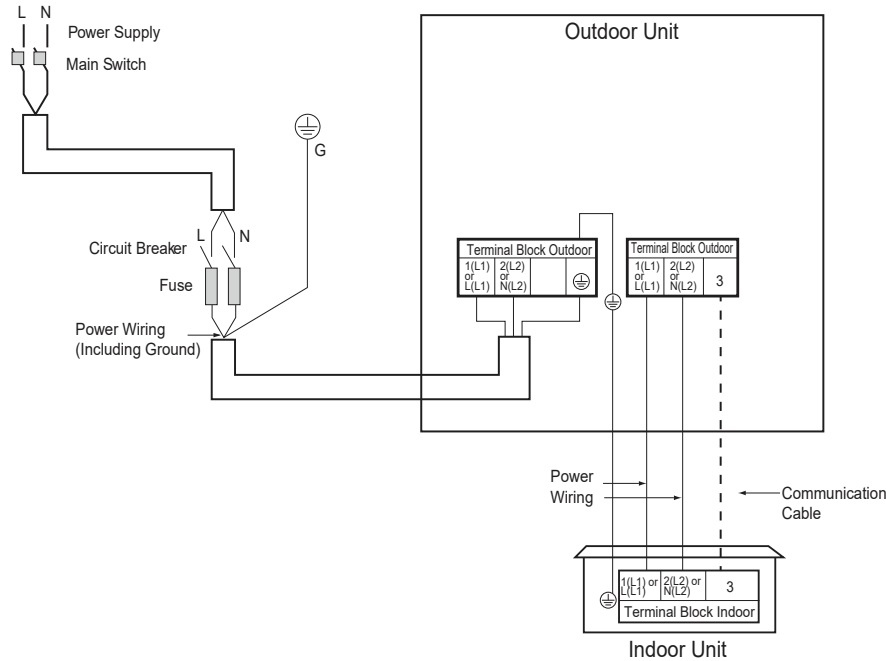 L N
Power Supply
Main Switch
Outdoor Unit
G
L N
Circuit Breaker
Fuse
Power Wiring
(Including Ground)
Terminal Block Outdoor
1(L1)
or
L(L1)
2(L2)
or
N(L2)
Terminal Block Outdoor
1(L1)
or
L(L1)
2(L2)
or
N(L2)
3
Power
Wiring
Communication
Cable
1(L1) or
L(L1)
2(L2) or
N(L2)
3
Terminal Block Indoor
Indoor Unit